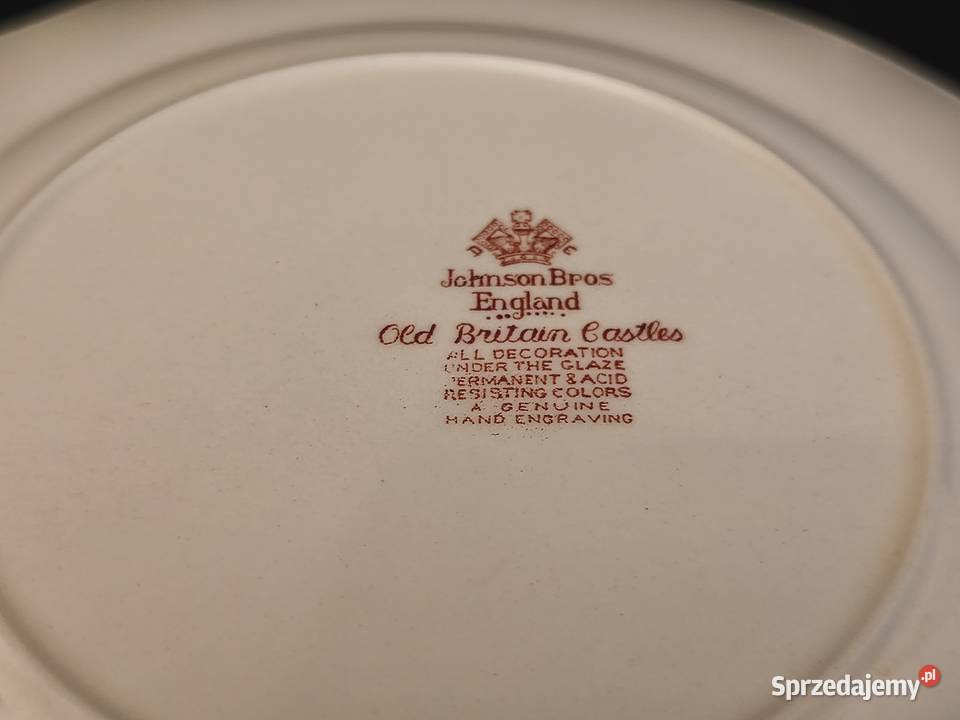 D C
Johnson Bros
England
Old Britain Castles
ALL DECORATION
UNDER THE GLAZE
PERMANENT & ACID
RESISTING COLORS
A GENUINE
HAND ENGRAVING
Sprzedajemy.pl